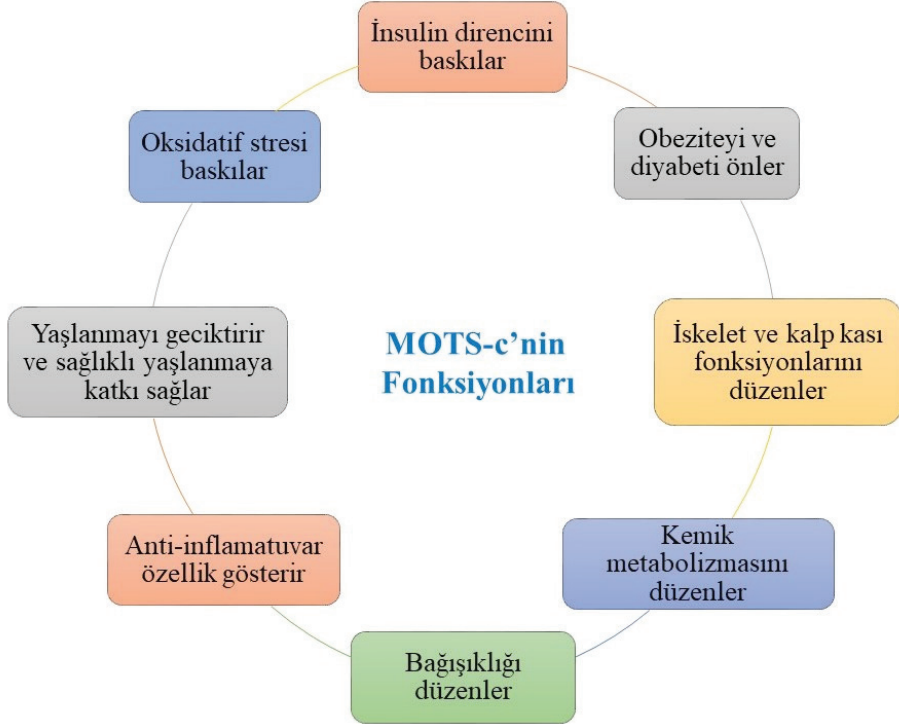 İnsulin direncini
baskılar
Obeziteyi ve
diyabeti önler
İskelet ve kalp kası
fonksiyonlarını
düzenler
Kemik
metabolizmasını
düzenler
Bağışıklığı
düzenler
Anti-inflamatuvar
özellik gösterir
Yaşlanmayı geciktirir
ve sağlıklı yaşlanmaya
katkı sağlar
Oksidatif stresi
baskılar
MOTS-c’nin
Fonksiyonları